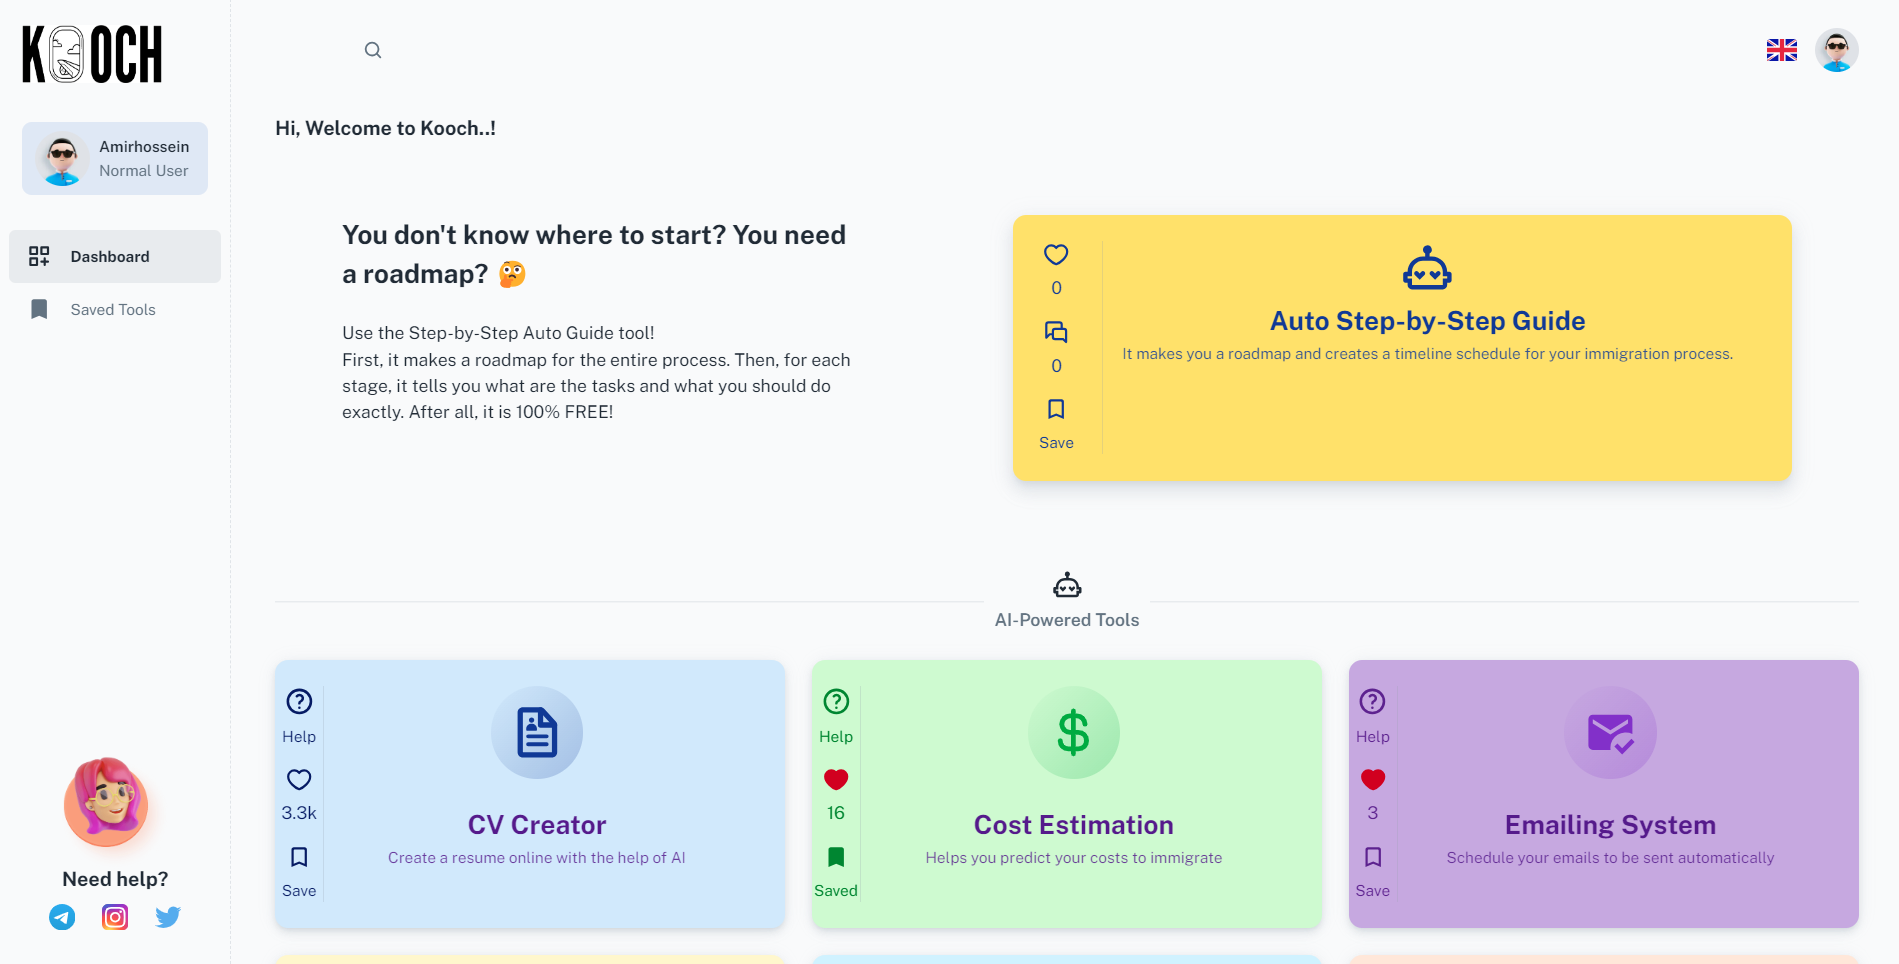 KOOCH
Amirhossein
Normal User
Dashboard
Saved Tools
Need help?
Hi, Welcome to Kooch..!
You don't know where to start? You need
a roadmap? 🤔
Use the Step-by-Step Auto Guide tool!
First, it makes a roadmap for the entire process. Then, for each
stage, it tells you what are the tasks and what you should do
exactly. After all, it is 100% FREE!
0
0
Save
Auto Step-by-Step Guide
It makes you a roadmap and creates a timeline schedule for your immigration process.
AI-Powered Tools
Help
3.3k
Save
CV Creator
Create a resume online with the help of AI
Help
16
Saved
Cost Estimation
Helps you predict your costs to immigrate
Help
3
Save
Emailing System
Schedule your emails to be sent automatically